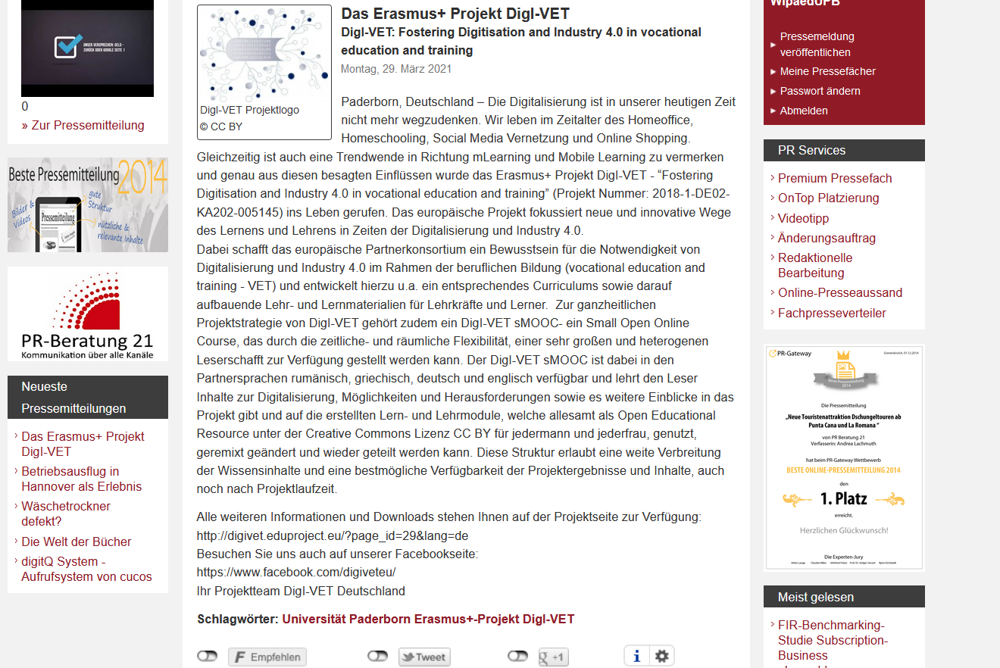 UNSER VERSPRECHEN: GELD -
ZURÜCK ODER GOOGLE SEITE 1
0
» Zur Pressemitteilung
Beste Pressemitteilung 2014
Bilder &
Videos
gute
Struktur
Pressemitteilung
nützliche &
relevante Inhalte
PR-Beratung 21
Kommunikation über alle Kanäle
Neueste
Pressemitteilungen
Das Erasmus+ Projekt
DigI-VET
Betriebsausflug in
Hannover als Erlebnis
Wäschetrockner
defekt?
Die Welt der Bücher
digitQ System -
Aufrufsystem von cucos
DigI-VET Projektlogo
© CC BY
Das Erasmus+ Projekt DigI-VET
DigI-VET: Fostering Digitisation and Industry 4.0 in vocational
education and training
Montag, 29. März 2021
Paderborn, Deutschland – Die Digitalisierung ist in unserer heutigen Zeit
nicht mehr wegzudenken. Wir leben im Zeitalter des Homeoffice,
Homeschooling, Social Media Vernetzung und Online Shopping.
Gleichzeitig ist auch eine Trendwende in Richtung mLearning und Mobile Learning zu vermerken
und genau aus diesen besagten Einflüssen wurde das Erasmus+ Projekt DigI-VET - “Fostering
Digitisation and Industry 4.0 in vocational education and training” (Projekt Nummer: 2018-1-DE02-
KA202-005145) ins Leben gerufen. Das europäische Projekt fokussiert neue und innovative Wege
des Lernens und Lehrens in Zeiten der Digitalisierung und Industry 4.0.
Dabei schafft das europäische Partnerkonsortium ein Bewusstsein für die Notwendigkeit von
Digitalisierung und Industry 4.0 im Rahmen der beruflichen Bildung (vocational education and
training - VET) und entwickelt hierzu u.a. ein entsprechendes Curriculums sowie darauf
aufbauende Lehr- und Lernmaterialien für Lehrkräfte und Lerner.  Zur ganzheitlichen
Projektstrategie von DigI-VET gehört zudem ein DigI-VET sMOOC- ein Small Open Online
Course, das durch die zeitliche- und räumliche Flexibilität, einer sehr großen und heterogenen
Leserschafft zur Verfügung gestellt werden kann. Der DigI-VET sMOOC ist dabei in den
Partnersprachen rumänisch, griechisch, deutsch und englisch verfügbar und lehrt den Leser
Inhalte zur Digitalisierung, Möglichkeiten und Herausforderungen sowie es weitere Einblicke in das
Projekt gibt und auf die erstellten Lern- und Lehrmodule, welche allesamt als Open Educational
Resource unter der Creative Commons Lizenz CC BY für jedermann und jederfrau, genutzt,
geremixt geändert und wieder geteilt werden kann. Diese Struktur erlaubt eine weite Verbreitung
der Wissensinhalte und eine bestmögliche Verfügbarkeit der Projektergebnisse und Inhalte, auch
noch nach Projektlaufzeit.
Alle weiteren Informationen und Downloads stehen Ihnen auf der Projektseite zur Verfügung:
http://digivet.eduproject.eu/?page_id=29&lang=de
Besuchen Sie uns auch auf unserer Facebookseite:
https://www.facebook.com/digiveteu/
Ihr Projektteam DigI-VET Deutschland
Schlagwörter: Universität Paderborn Erasmus+-Projekt DigI-VET
Empfehlen
Tweet
+1
WipaedUPB
Pressemeldung
veröffentlichen
Meine Pressefächer
Passwort ändern
Abmelden
PR Services
Premium Pressefach
OnTop Platzierung
Videotipp
Änderungsauftrag
Redaktionelle
Bearbeitung
Online-Presseaussand
Fachpresseverteiler
PR-Gateway
Grevenbroich, 01.12.2014
Beste Pressemitteilung
2014
Die Pressemitteilung
„Neue Touristenattraktion Dschungeltouren ab
Punta Cana und La Romana“
von PR Beratung 21
Verfasserin: Andrea Lachmuth
hat beim PR-Gateway Wettbewerb
BESTE ONLINE-PRESSEMITTEILUNG 2014
den
1. Platz
erreicht.
Herzlichen Glückwunsch!
Die Experten-Jury
Meist gelesen
FIR-Benchmarking-
Studie Subscription-
Business